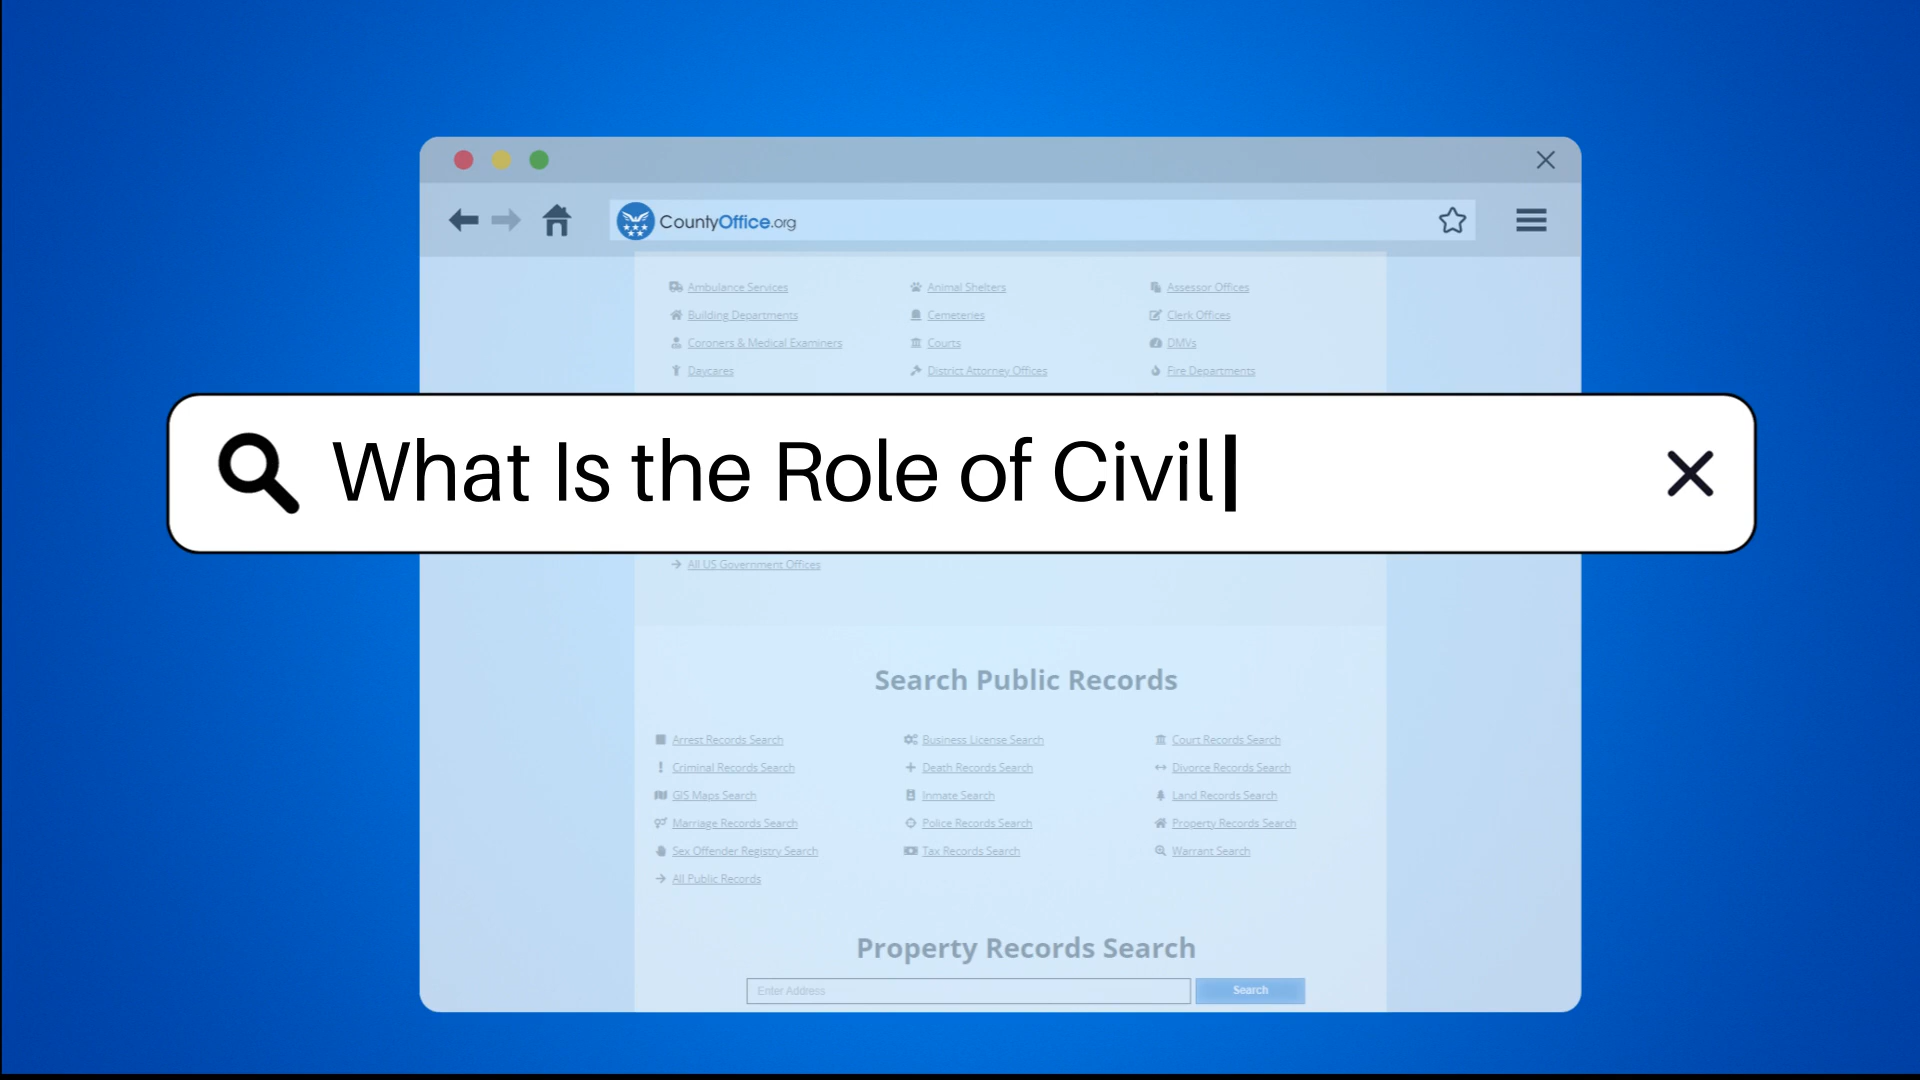 CountyOffice.org
Ambulance Services Animal Shelters Assessor Offices
Building Departments Cemeteries Clerk Offices
Coroners & Medical Examiners Courts DMVs
Daycares District Attorney Offices Fire Departments
What Is the Role of Civil
All US Government Offices
Search Public Records
Arrest Records Search Business License Search Court Records Search
Criminal Records Search Death Records Search Divorce Records Search
GIS Maps Search Inmate Search Land Records Search
Marriage Records Search Police Records Search Property Records Search
Sex Offender Registry Search Tax Records Search Warrant Search
All Public Records
Property Records Search
Enter Address Search